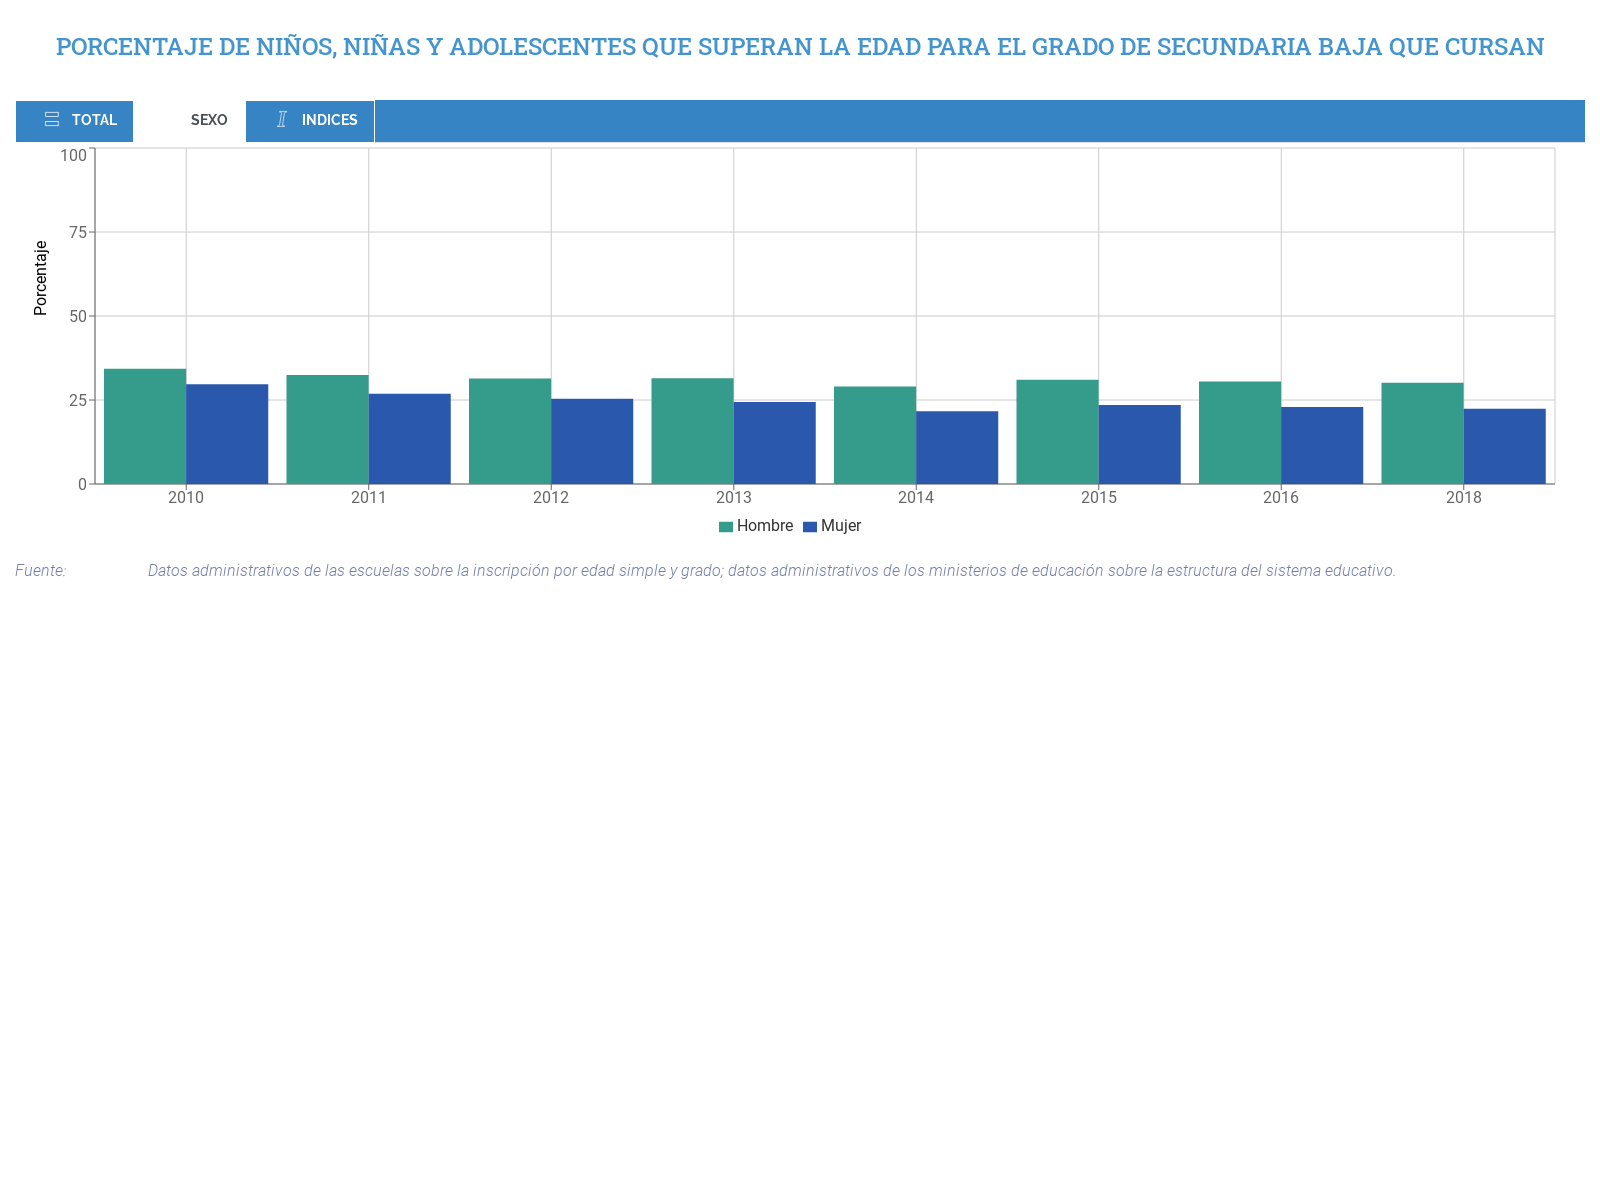 PORCENTAJE DE NIÑOS, NIÑAS Y ADOLESCENTES QUE SUPERAN LA EDAD PARA EL GRADO DE SECUNDARIA BAJA QUE CURSAN
TOTAL SEXO INDICES
100
75
50
25
0
Porcentaje
2010 2011 2012 2013 2014 2015 2016 2018
Hombre Mujer
Fuente: Datos administrativos de las escuelas sobre la inscripción por edad simple y grado; datos administrativos de los ministerios de educación sobre la estructura del sistema educativo.